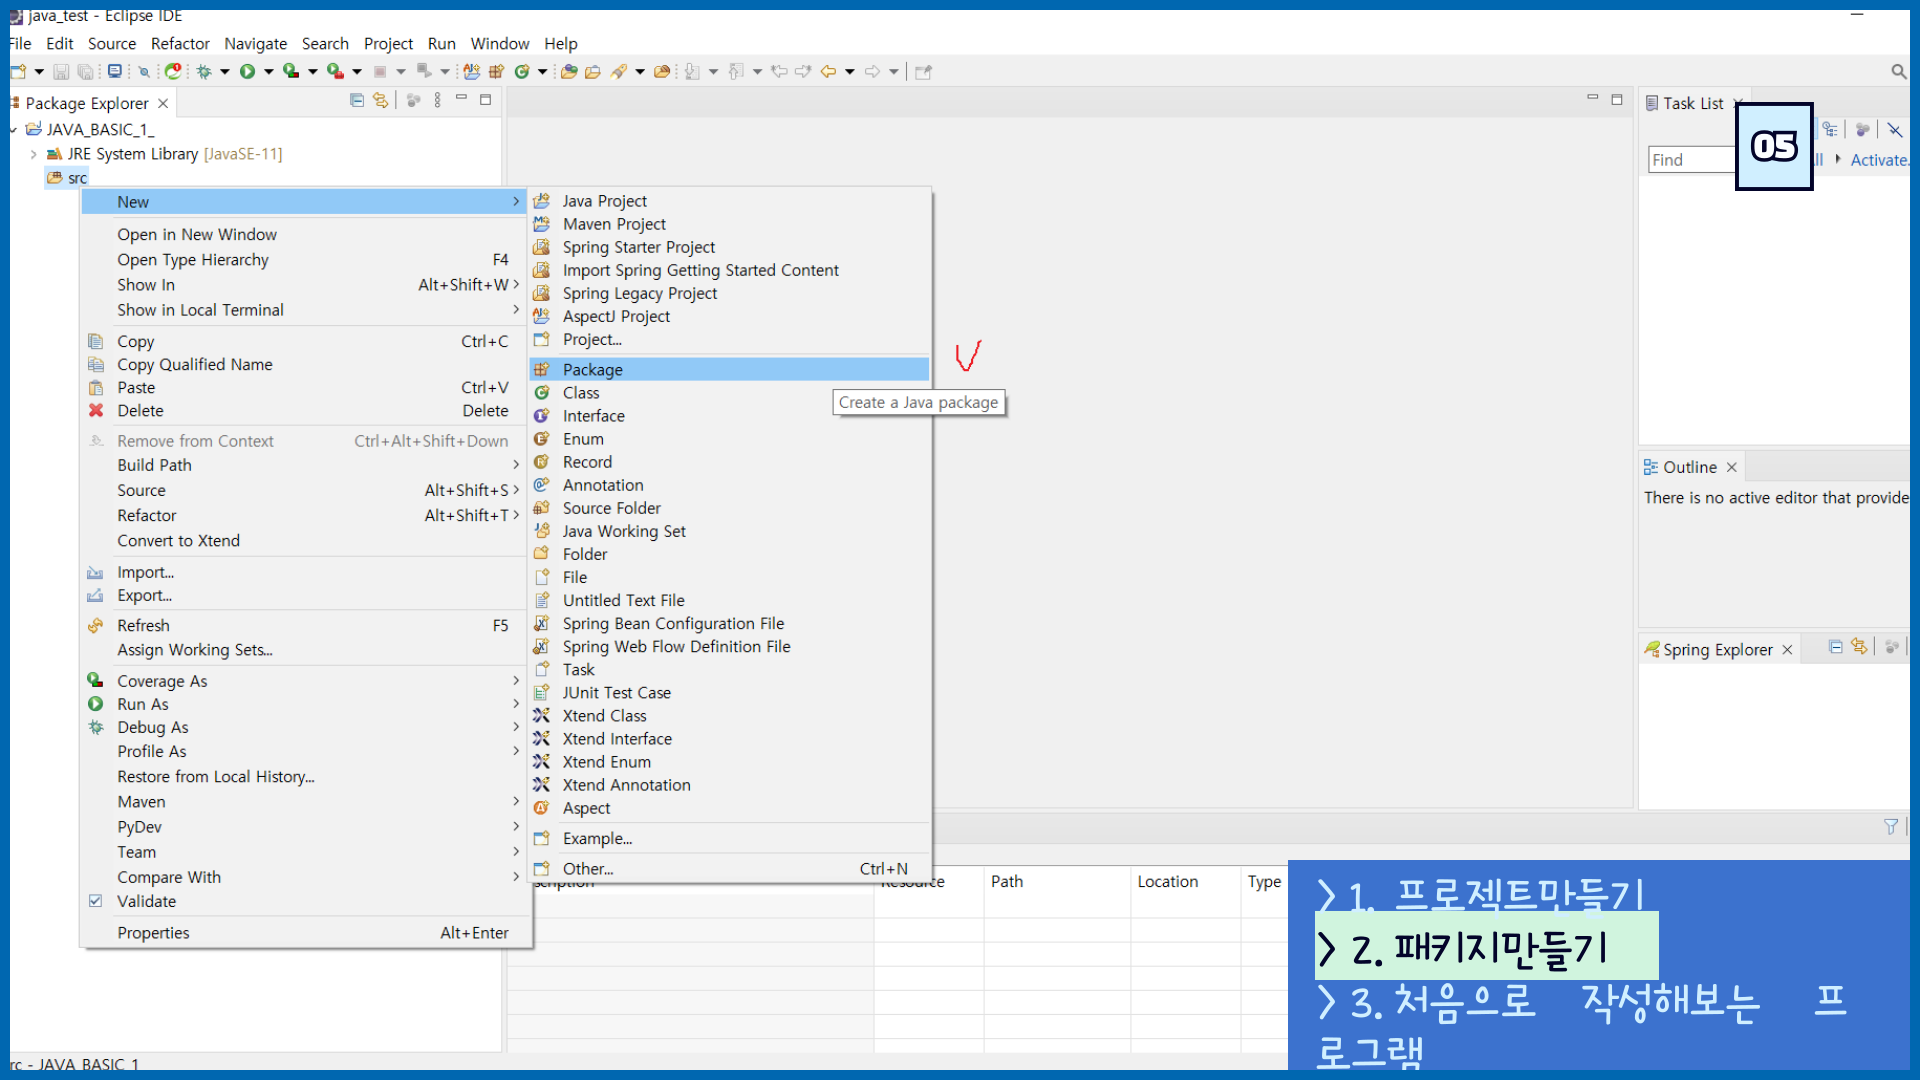 java_test - Eclipse IDE
File Edit Source Refactor Navigate Search Project Run Window Help
Package Explorer
JAVA_BASIC_1_
JRE System Library [JavaSE-11]
src
New
Open in New Window
Open Type Hierarchy F4
Show In Alt+Shift+W
Show in Local Terminal
Copy Ctrl+C
Copy Qualified Name
Paste Ctrl+V
Delete Delete
Remove from Context Ctrl+Alt+Shift+Down
Build Path
Source Alt+Shift+S
Refactor Alt+Shift+T
Convert to Xtend
Import...
Export...
Refresh F5
Assign Working Sets...
Coverage As
Run As
Debug As
Profile As
Restore from Local History...
Maven
PyDev
Team
Compare With
Validate
Properties Alt+Enter
Java Project
Maven Project
Spring Starter Project
Import Spring Getting Started Content
Spring Legacy Project
AspectJ Project
Project...
Package
Class
Interface
Enum
Record
Annotation
Source Folder
Java Working Set
Folder
File
Untitled Text File
Spring Bean Configuration File
Spring Web Flow Definition File
Task
JUnit Test Case
Xtend Class
Xtend Interface
Xtend Enum
Xtend Annotation
Aspect
Example...
Other... Ctrl+N
Create a Java package
V
Task List
05
Find
Activate.
Outline
There is no active editor that provide
Spring Explorer
Resource Path Location Type
> 1. 프로젝트만들기
> 2. 패키지만들기
> 3. 처음으로 작성해보는 프
로그램
src - JAVA_BASIC_1_